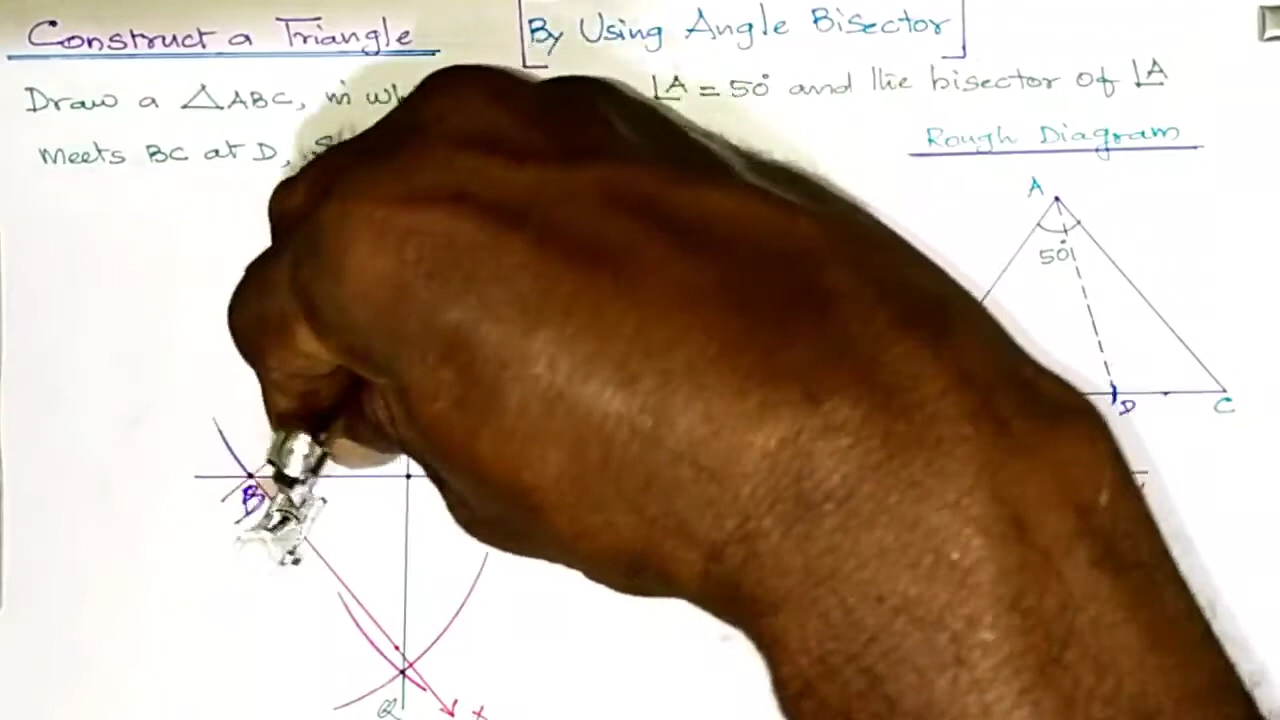 Construct a Triangle
By Using Angle Bisector
Draw a △ABC, in
∠A = 50° and the bisector of ∠A
Meets BC at D,
Rough Diagram
A
50°
D
C
B
Q
X